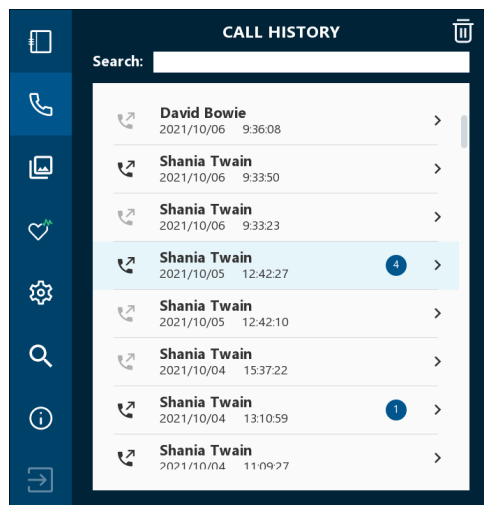 CALL HISTORY
Search:
David Bowie
2021/10/06 9:36:08
Shania Twain
2021/10/06 9:33:50
Shania Twain
2021/10/06 9:33:23
Shania Twain
2021/10/05 12:42:27
4
Shania Twain
2021/10/05 12:42:10
Shania Twain
2021/10/04 15:37:22
Shania Twain
2021/10/04 13:10:59
1
Shania Twain
2021/10/04 11:09:27